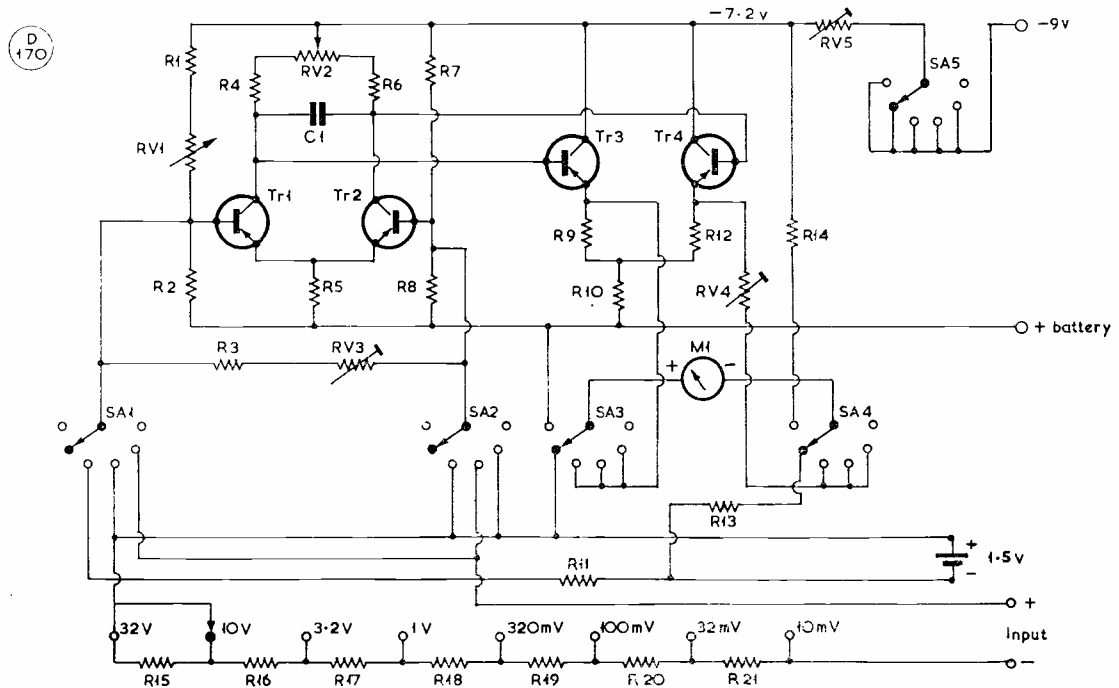 D
170
-7·2v
-9v
RV5
R1
R4
RV2
R6
R7
SA5
C1
RV1
Tr3
Tr4
Tr1
Tr2
R9
R12
R14
R2
R5
R8
R10
RV4
+ battery
R3
RV3
M1
+
-
SA1
SA2
SA3
SA4
R13
+
1·5v
-
R11
+
32V
10V
3·2V
1V
320mV
100mV
32mV
10mV
Input
-
R15
R16
R17
R18
R19
R20
R21